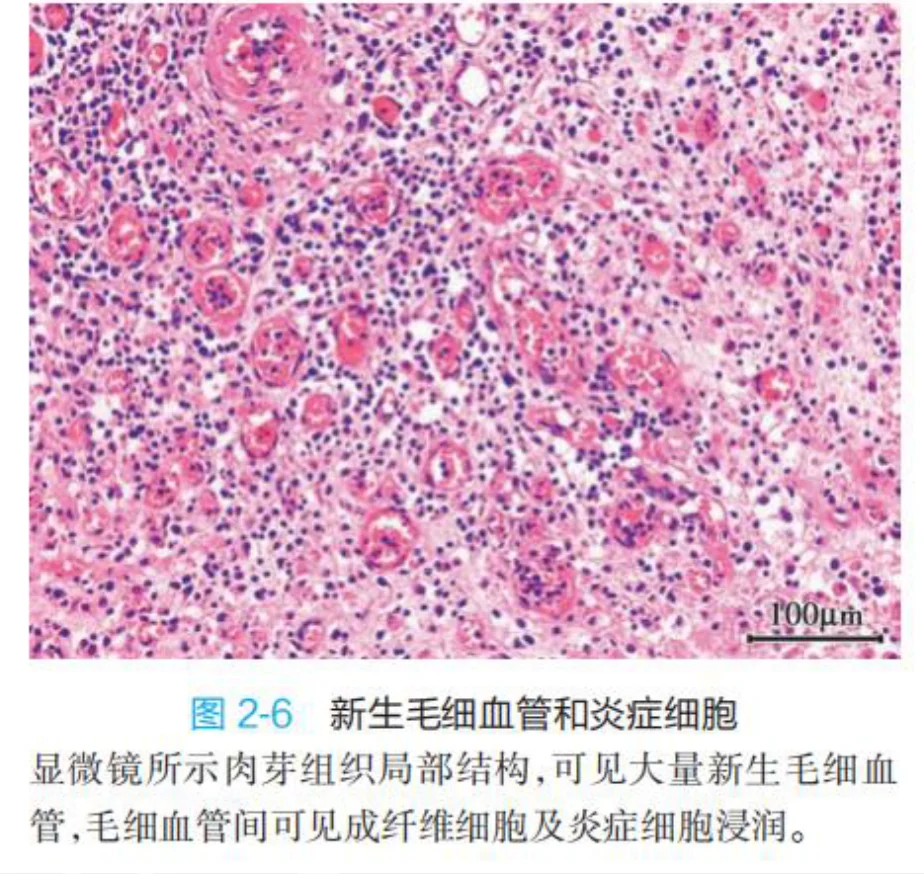 100μm
图 2-6 新生毛细血管和炎症细胞
显微镜所示肉芽组织局部结构,可见大量新生毛细血
管,毛细血管间可见成纤维细胞及炎症细胞浸润。